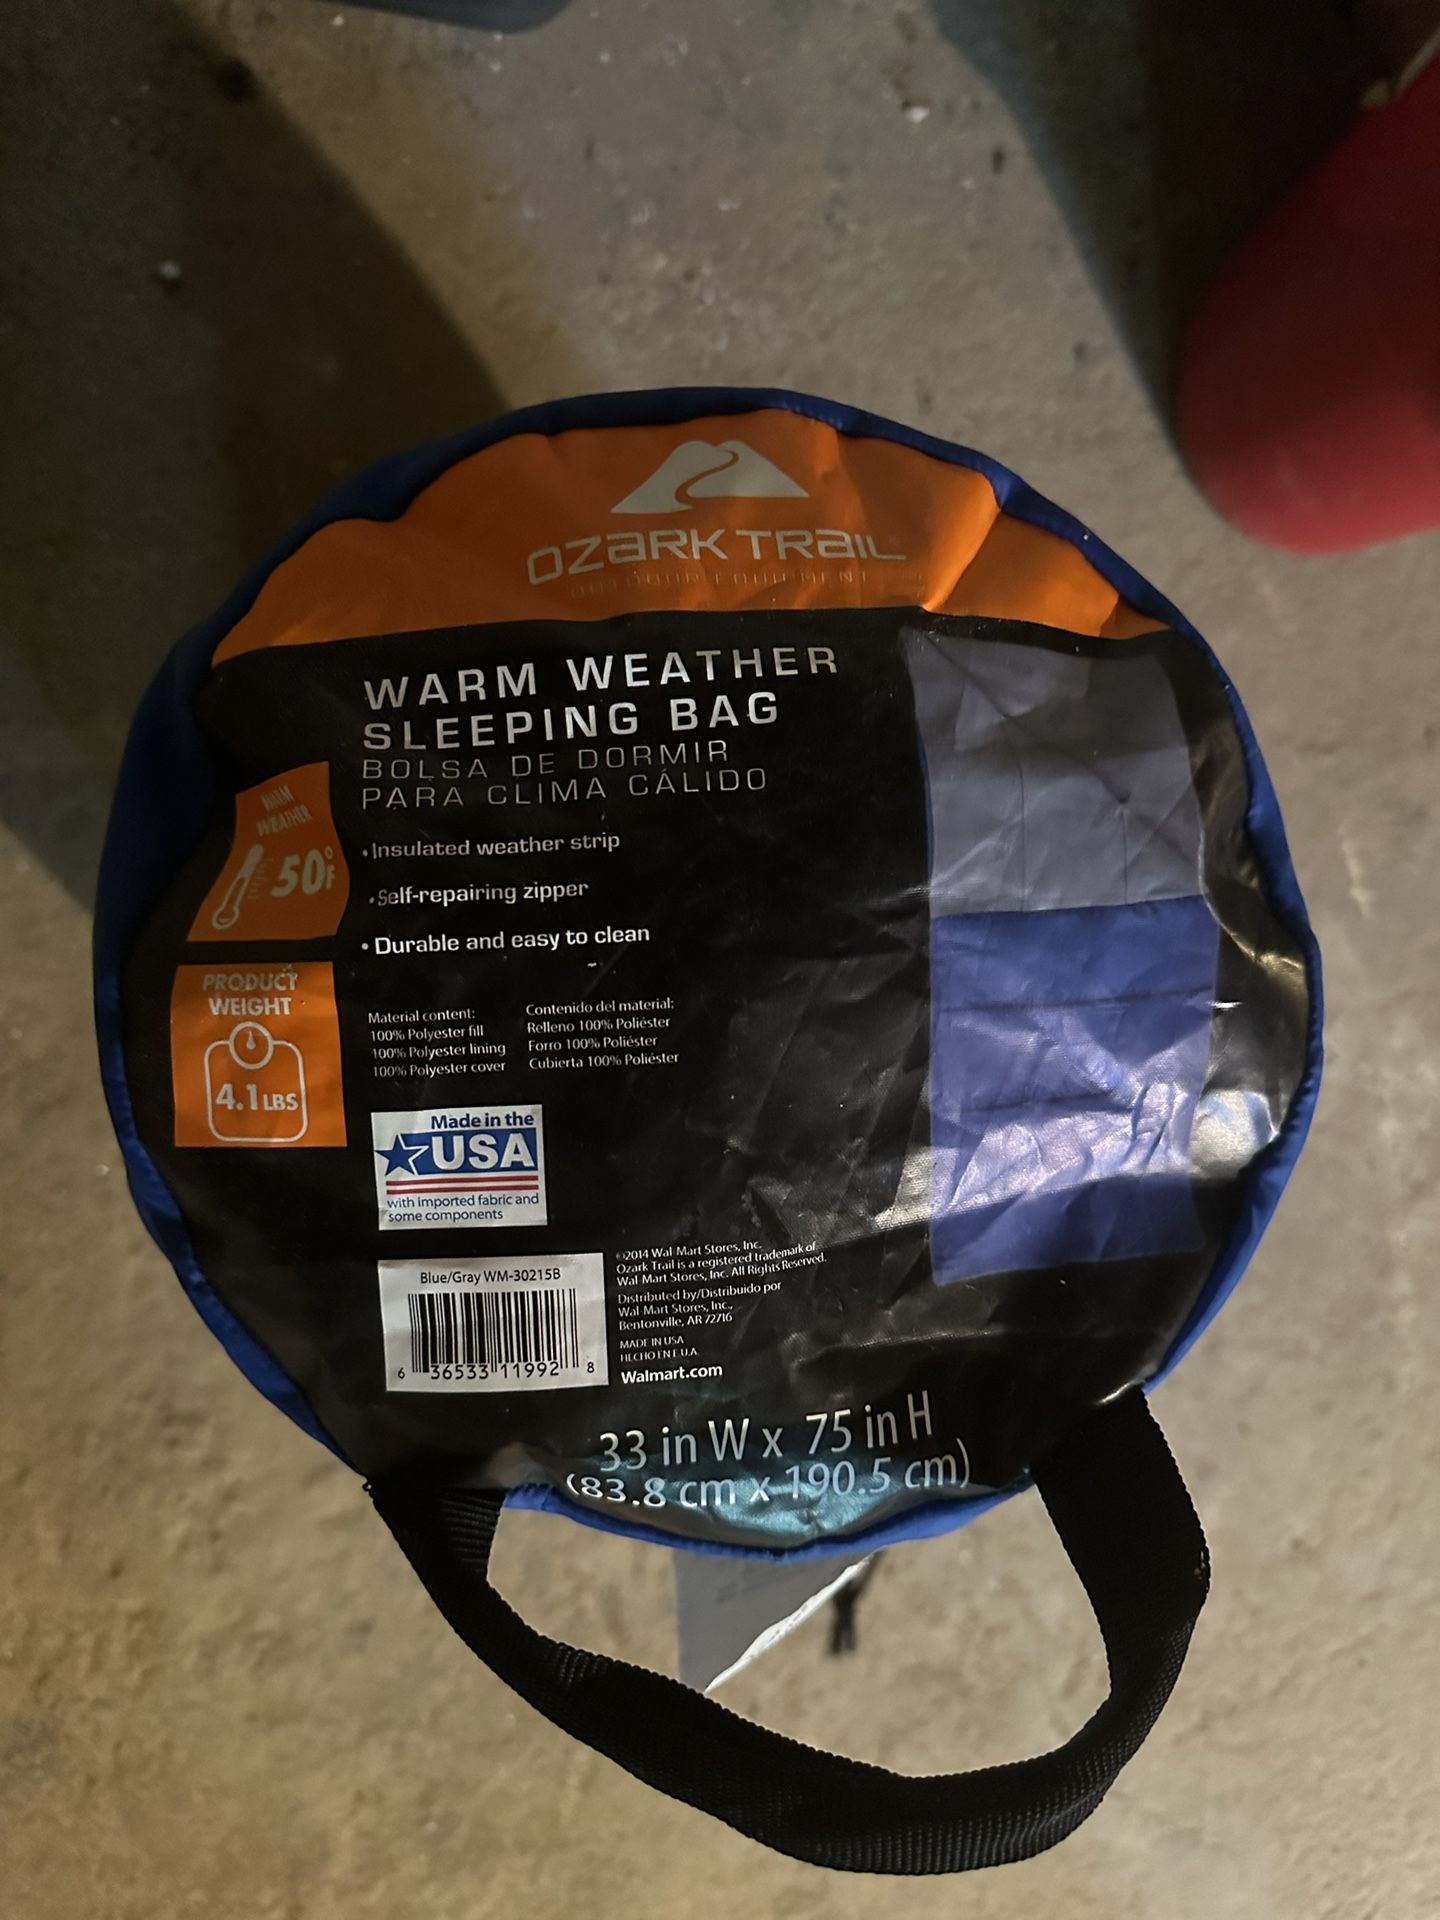 OZARK TRAIL
OUTDOOR EQUIPMENT
WARM WEATHER
SLEEPING BAG
BOLSA DE DORMIR
PARA CLIMA CÁLIDO
WARM
WEATHER
50°F
• Insulated weather strip
• Self-repairing zipper
• Durable and easy to clean
PRODUCT
WEIGHT
4.1 LBS
Material content:
100% Polyester fill
100% Polyester lining
100% Polyester cover
Contenido del material:
Relleno 100% Poliéster
Forro 100% Poliéster
Cubierta 100% Poliéster
Made in the
USA
with imported fabric and
some components
Blue/Gray WM-30215B
6 36533 11992 8
©2014 Wal-Mart Stores, Inc.
Ozark Trail is a registered trademark of
Wal-Mart Stores, Inc. All Rights Reserved.
Distributed by/Distribuido por
Wal-Mart Stores, Inc.,
Bentonville, AR 72716
MADE IN USA
HECHO EN E.U.A.
Walmart.com
33 in W x 75 in H
(83.8 cm x 190.5 cm)